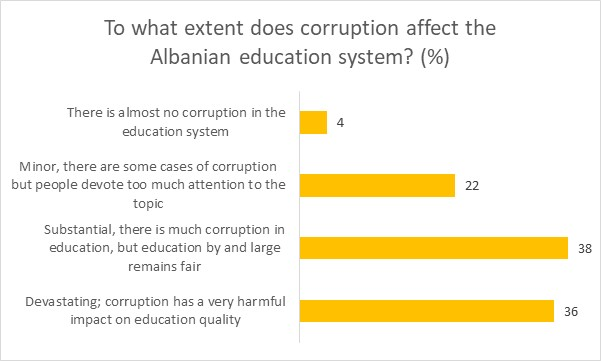 To what extent does corruption affect the
Albanian education system? (%)
There is almost no corruption in the
education system
4
Minor, there are some cases of corruption
but people devote too much attention to the
topic
22
Substantial, there is much corruption in
education, but education by and large
remains fair
38
Devastating; corruption has a very harmful
impact on education quality
36